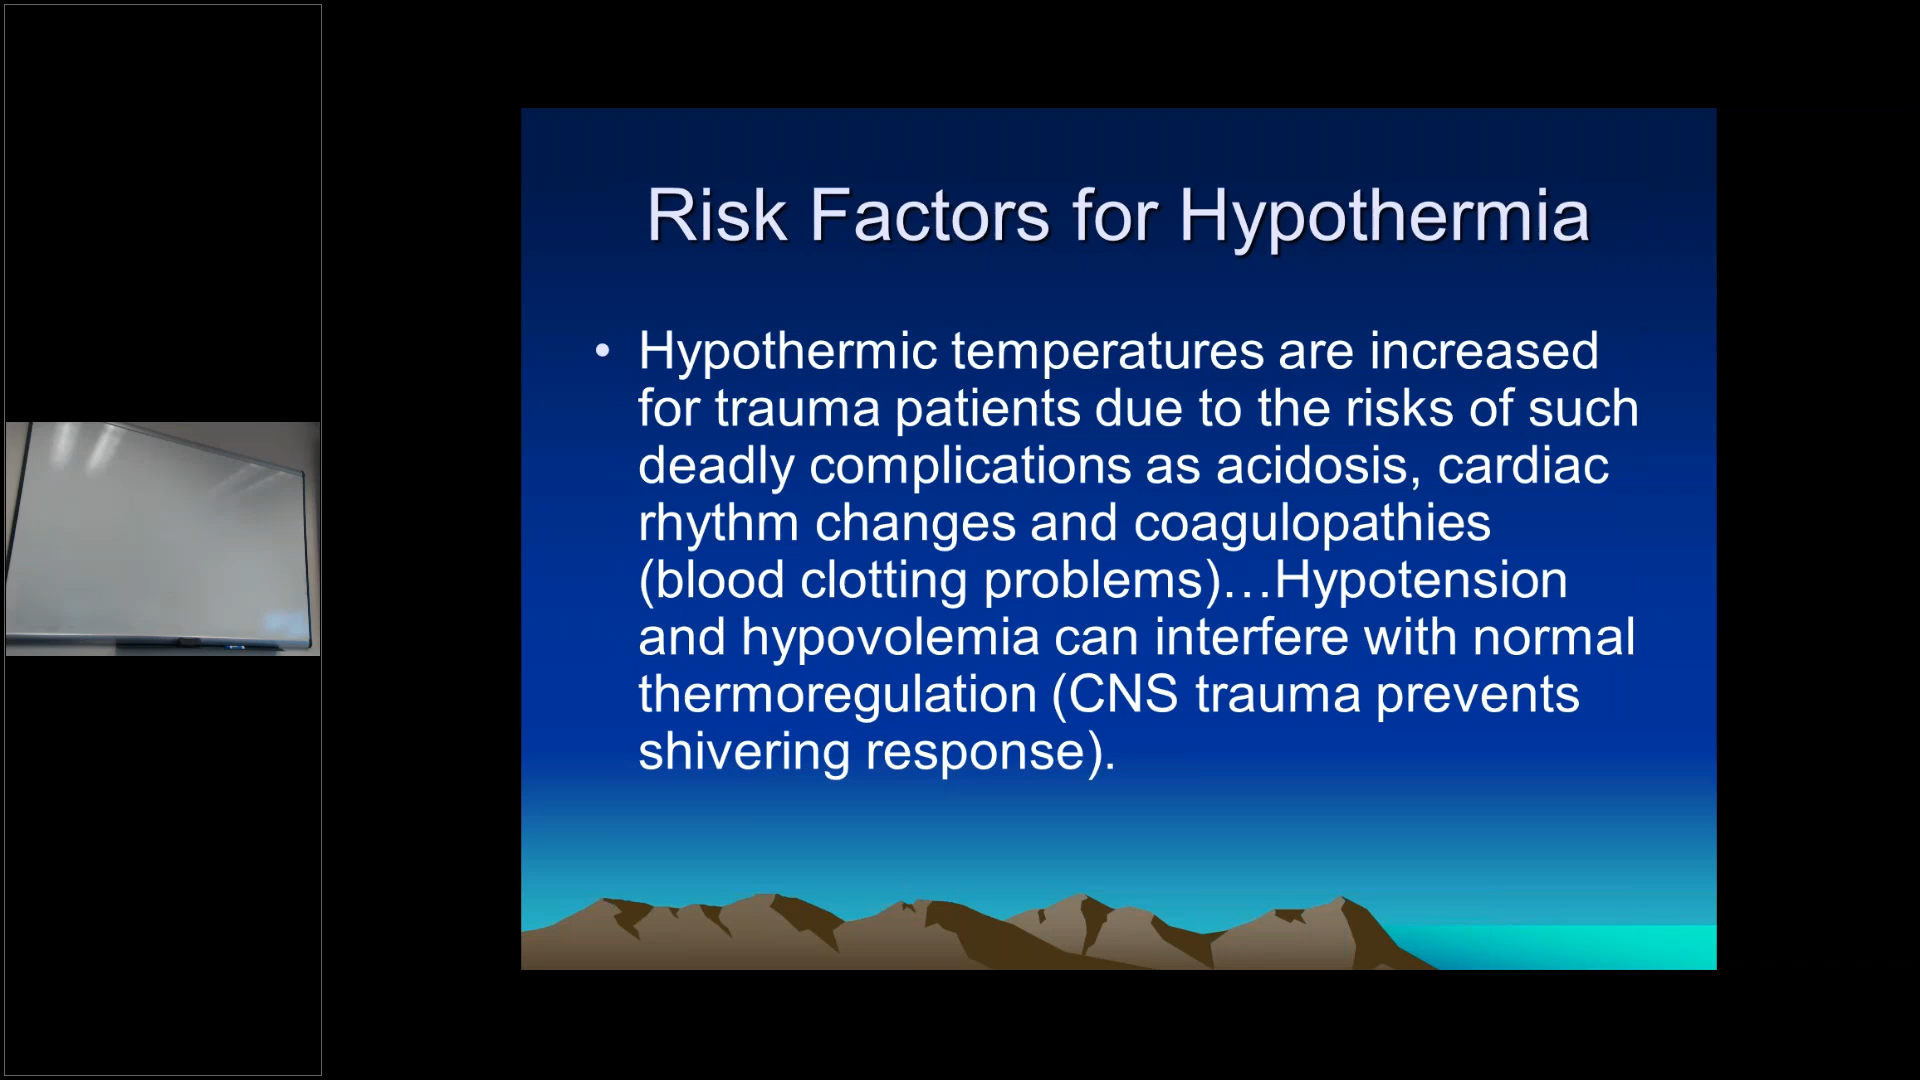 Risk Factors for Hypothermia
• Hypothermic temperatures are increased
for trauma patients due to the risks of such
deadly complications as acidosis, cardiac
rhythm changes and coagulopathies
(blood clotting problems)…Hypotension
and hypovolemia can interfere with normal
thermoregulation (CNS trauma prevents
shivering response).